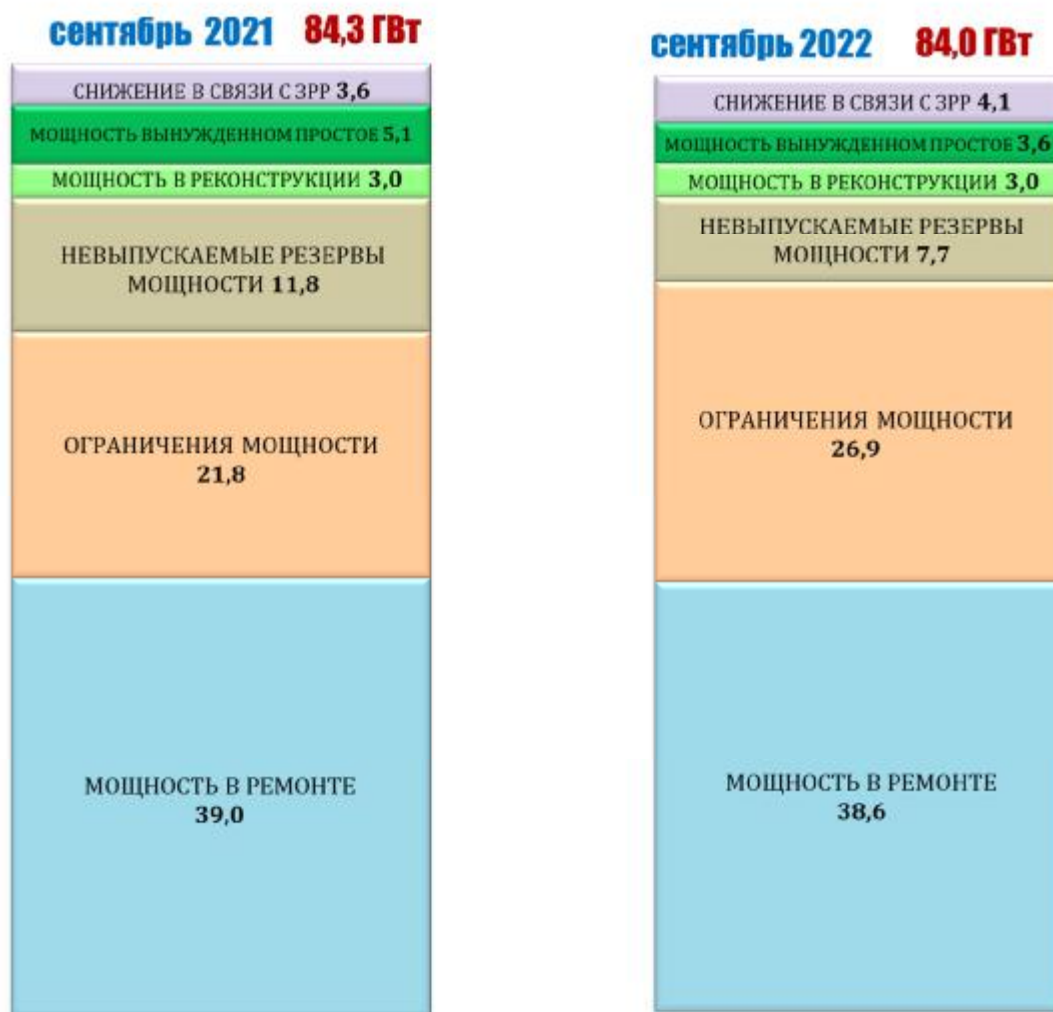 сентябрь 2021 84,3 ГВт
СНИЖЕНИЕ В СВЯЗИ С ЗРР 3,6
МОЩНОСТЬ ВЫНУЖДЕННОМ ПРОСТОЕ 5,1
МОЩНОСТЬ В РЕКОНСТРУКЦИИ 3,0
НЕВЫПУСКАЕМЫЕ РЕЗЕРВЫ
МОЩНОСТИ 11,8
ОГРАНИЧЕНИЯ МОЩНОСТИ
21,8
МОЩНОСТЬ В РЕМОНТЕ
39,0
сентябрь 2022 84,0 ГВт
СНИЖЕНИЕ В СВЯЗИ С ЗРР 4,1
МОЩНОСТЬ ВЫНУЖДЕННОМ ПРОСТОЕ 3,6
МОЩНОСТЬ В РЕКОНСТРУКЦИИ 3,0
НЕВЫПУСКАЕМЫЕ РЕЗЕРВЫ
МОЩНОСТИ 7,7
ОГРАНИЧЕНИЯ МОЩНОСТИ
26,9
МОЩНОСТЬ В РЕМОНТЕ
38,6